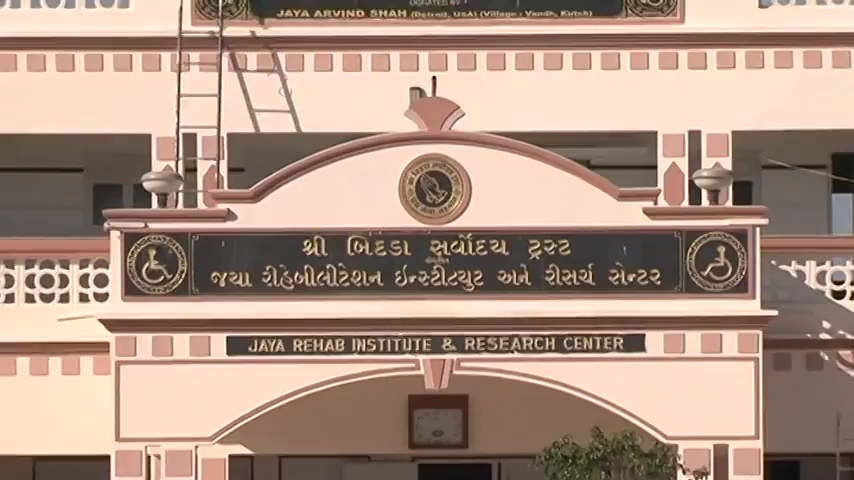 JAYA ARVIND SHAH (Detroit, USA) (Village : Vandh, Kutch)
શ્રી બિદડા સર્વોદય ટ્રસ્ટ
સંચાલિત
જયા રીહેબીલીટેશન ઇન્સ્ટીટ્યુટ અને રીસર્ચ સેન્ટર
JAYA REHAB INSTITUTE & RESEARCH CENTER